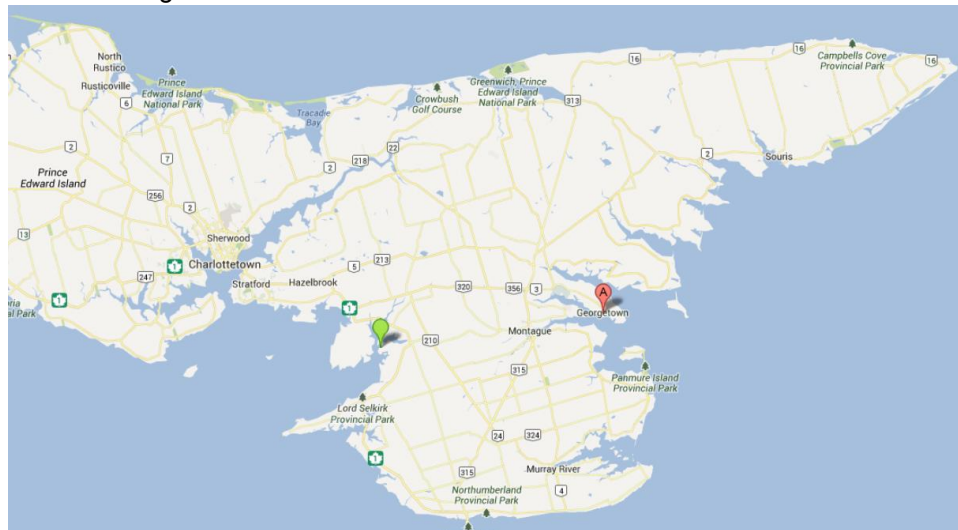 North
Rustico
Rusticoville
6
Prince
Edward Island
National Park
Tracadie
Bay
Crowbush
Golf Course
Greenwich, Prince
Edward Island
National Park
313
16
16
Campbells Cove
Provincial Park
16
2
7
2
218
22
2
Souris
Prince
Edward Island
256
2
13
Sherwood
1
Charlottetown
247
Stratford
Hazelbrook
5
213
1
1
al Park
320
356
3
A
Georgetown
Montague
210
315
Panmure Island
Provincial Park
Lord Selkirk
Provincial Park
24
324
1
315
Murray River
4
Northumberland
Provincial Park